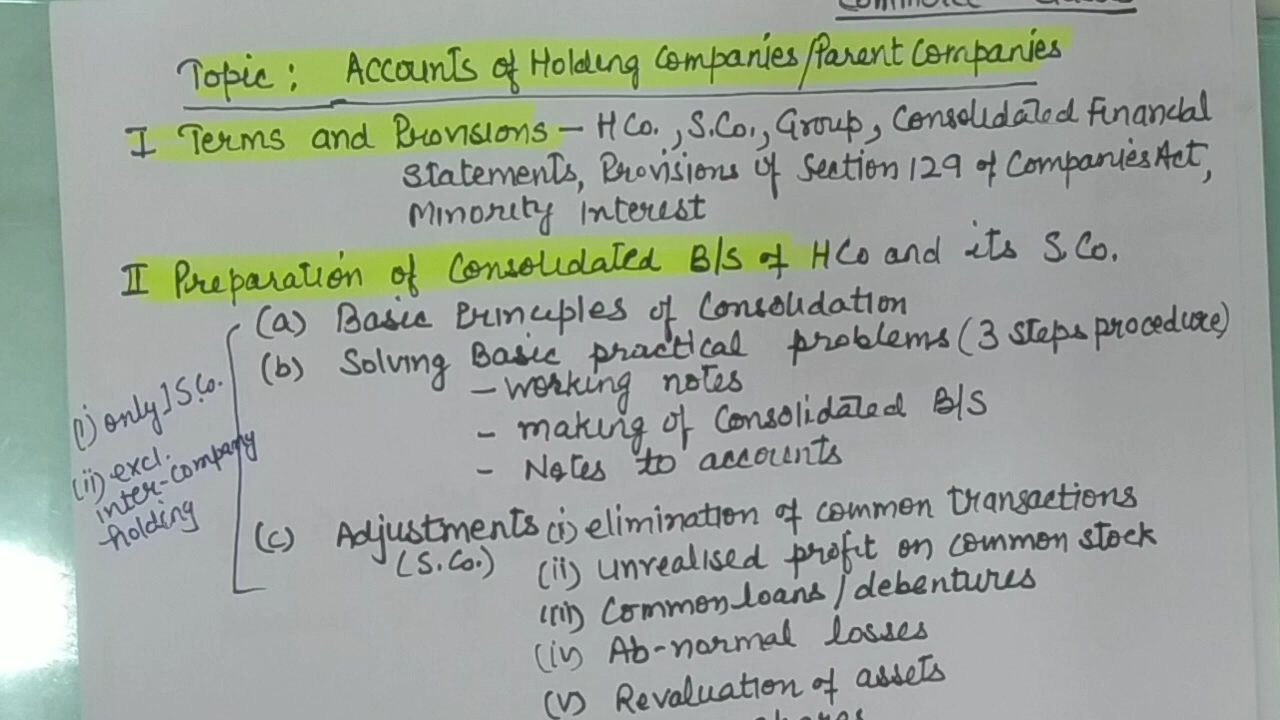 Topic: Accounts of Holding Companies/Parent Companies
I Terms and Provisions - H Co., S.Co., Group, Consolidated Financial
Statements, Provisions of Section 129 of Companies Act,
Minority Interest
II Preparation of Consolidated B/S of H Co and its S. Co.
(a) Basic Principles of Consolidation
(b) Solving Basic practical problems (3 steps procedure)
- working notes
- making of Consolidated B/S
- Notes to accounts
(i) only 1 S.Co.
(ii) excl.
inter-company
holding
(c) Adjustments (i) elimination of common transactions
(S.Co.) (ii) unrealised profit on common stock
(iii) Common loans/debentures
(iv) Ab-normal losses
(v) Revaluation of assets